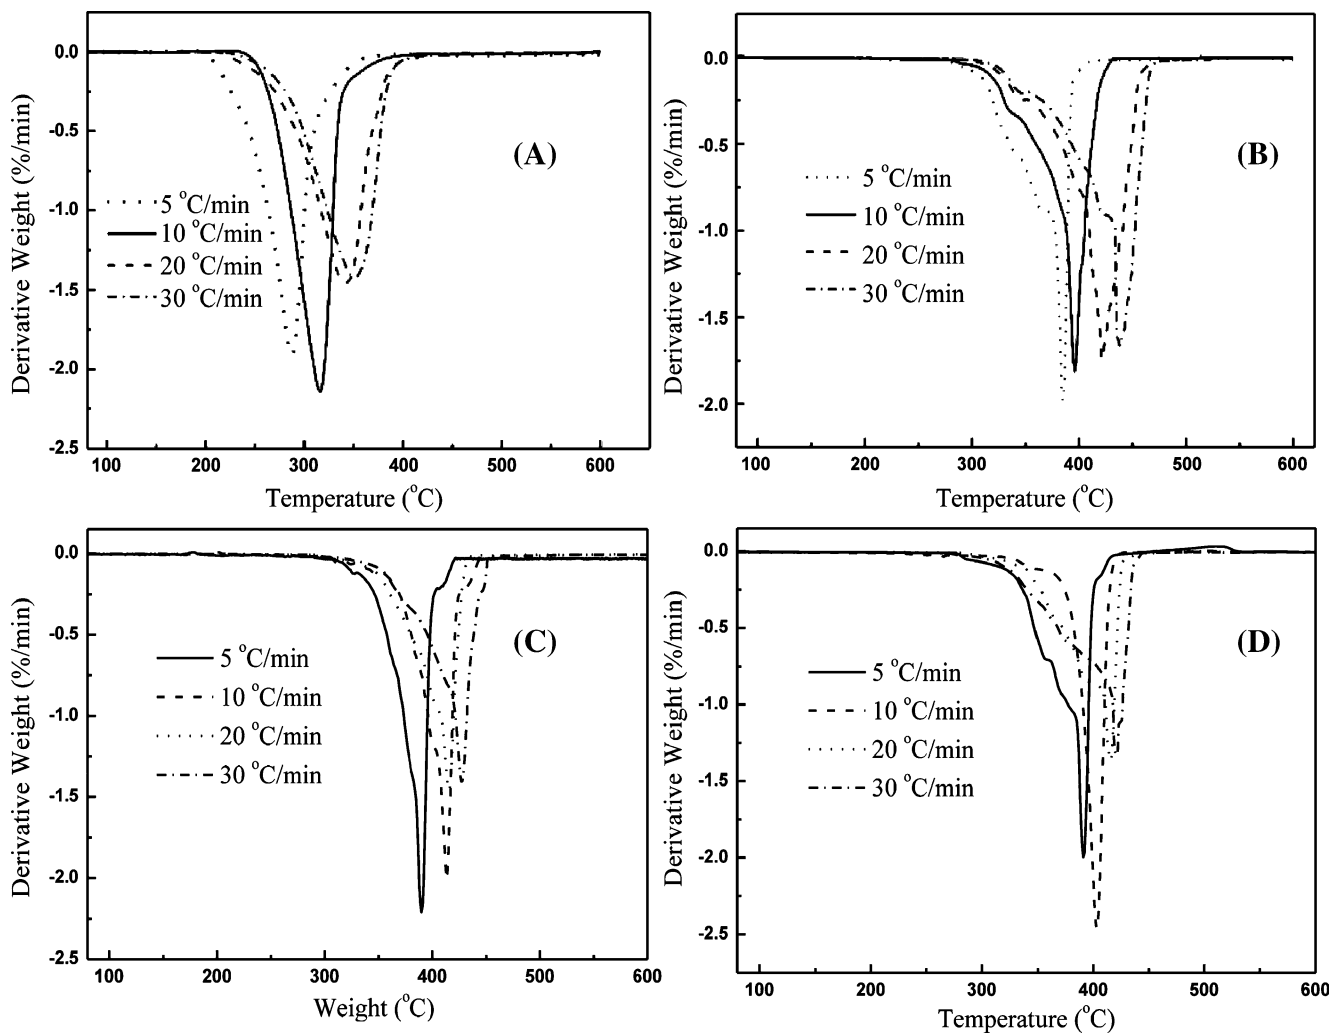 0.0
-0.5
-1.0
-1.5
-2.0
-2.5
Derivative Weight (%/min)
(A)
5 °C/min
10 °C/min
20 °C/min
30 °C/min
100 200 300 400 500 600
Temperature (°C)
0.0
-0.5
-1.0
-1.5
-2.0
Derivative Weight (%/min)
(B)
5 °C/min
10 °C/min
20 °C/min
30 °C/min
100 200 300 400 500 600
Temperature (°C)
0.0
-0.5
-1.0
-1.5
-2.0
-2.5
Derivative Weight (%/min)
(C)
5 °C/min
10 °C/min
20 °C/min
30 °C/min
100 200 300 400 500 600
Weight (°C)
0.0
-0.5
-1.0
-1.5
-2.0
-2.5
Derivative Weight (%/min)
(D)
5 °C/min
10 °C/min
20 °C/min
30 °C/min
100 200 300 400 500 600
Temperature (°C)